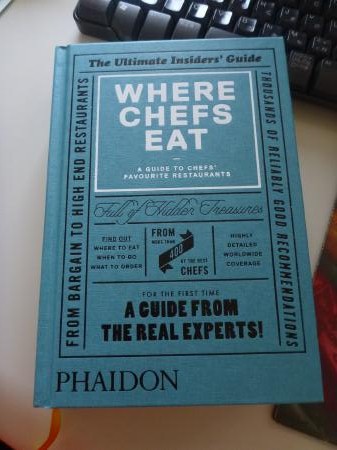 The Ultimate Insiders' Guide
FROM BARGAIN TO HIGH END RESTAURANTS
THOUSANDS OF RELIABLY GOOD RECOMMENDATIONS
WHERE
CHEFS
EAT
A GUIDE TO CHEFS'
FAVOURITE RESTAURANTS
Full of Hidden Treasures
FIND OUT
WHERE TO EAT
WHEN TO GO
WHAT TO ORDER
FROM
MORE THAN
400
OF THE BEST
CHEFS
HIGHLY
DETAILED
WORLDWIDE
COVERAGE
FOR THE FIRST TIME
A GUIDE FROM
THE REAL EXPERTS!
PHAIDON